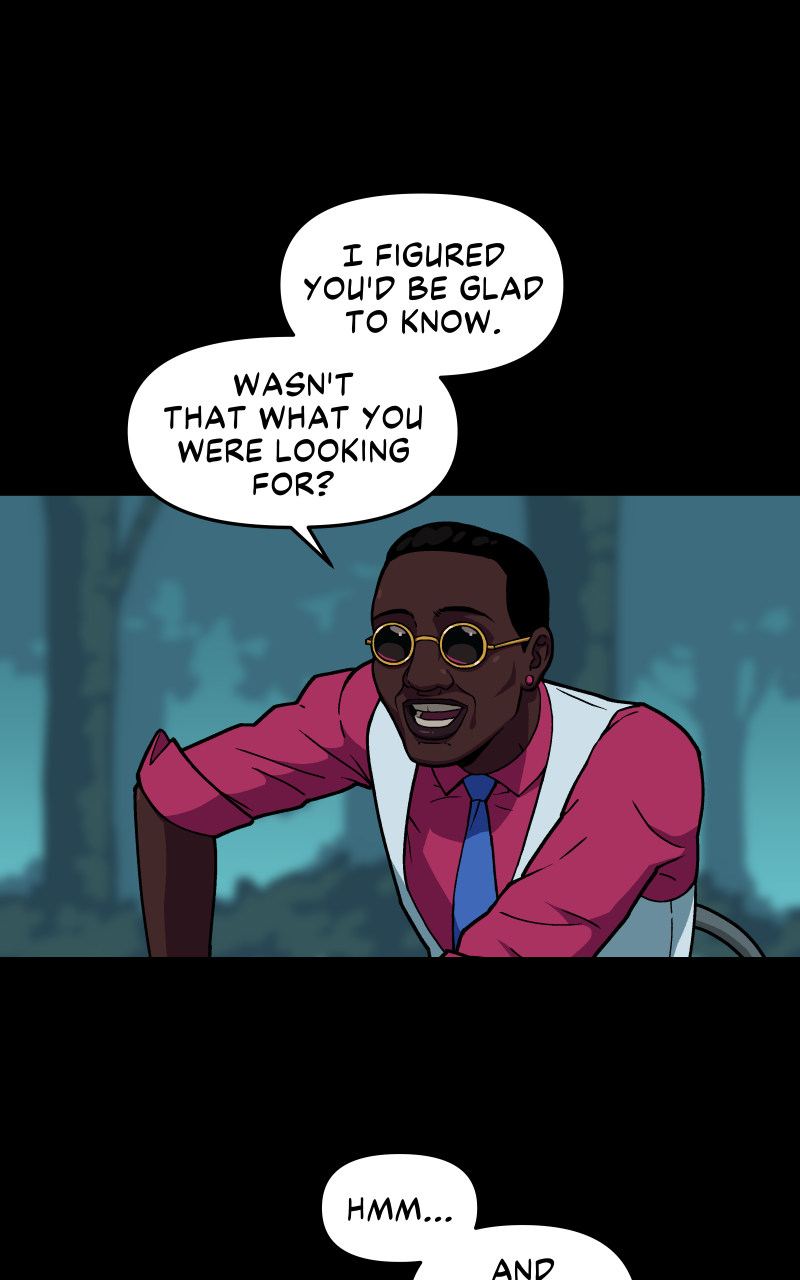 I FIGURED
YOU'D BE GLAD
TO KNOW.
WASN'T
THAT WHAT YOU
WERE LOOKING
FOR?
HMM...
AND